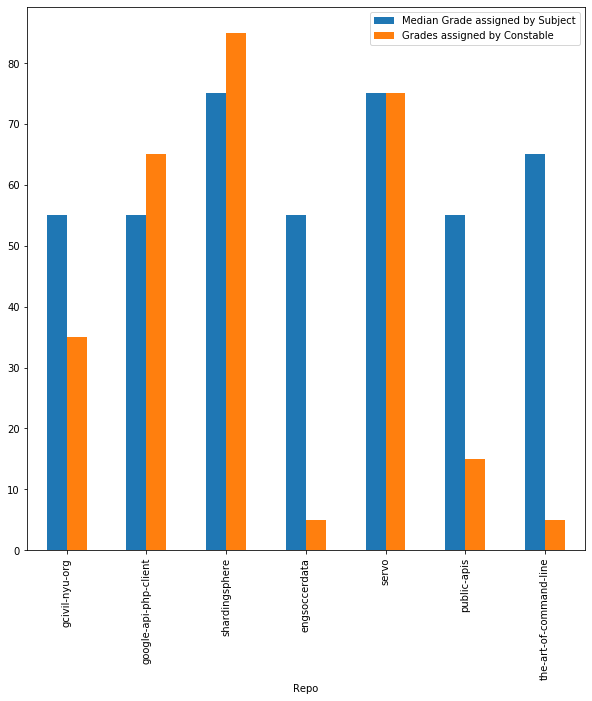 Median Grade assigned by Subject
Grades assigned by Constable
80
70
60
50
40
30
20
10
0
gcivil-nyu-org
google-api-php-client
shardingsphere
engsoccerdata
servo
public-apis
the-art-of-command-line
Repo